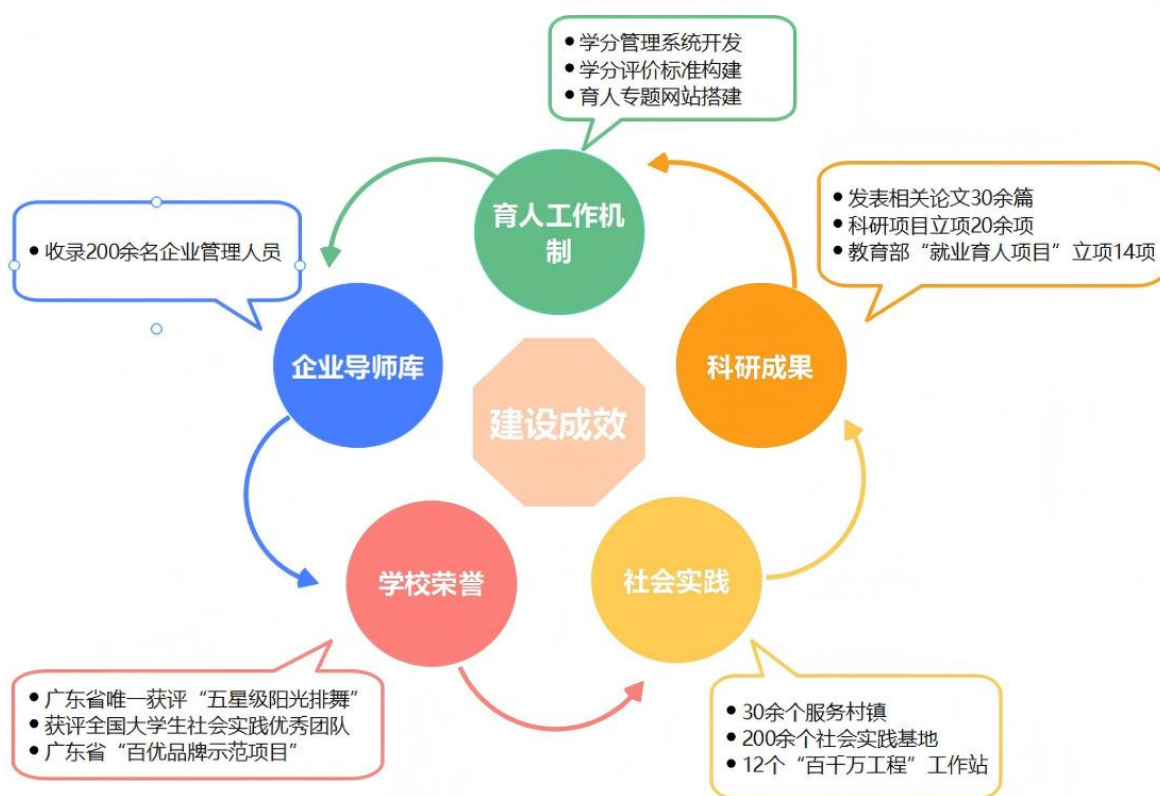 • 学分管理系统开发
• 学分评价标准构建
• 育人专题网站搭建
育人工作机
制
• 发表相关论文30余篇
• 科研项目立项20余项
• 教育部“就业育人项目”立项14项
• 收录200余名企业管理人员
企业导师库
科研成果
建设成效
学校荣誉
社会实践
• 广东省唯一获评“五星级阳光排舞”
• 获评全国大学生社会实践优秀团队
• 广东省“百优品牌示范项目”
• 30余个服务村镇
• 200余个社会实践基地
• 12个“百千万工程”工作站